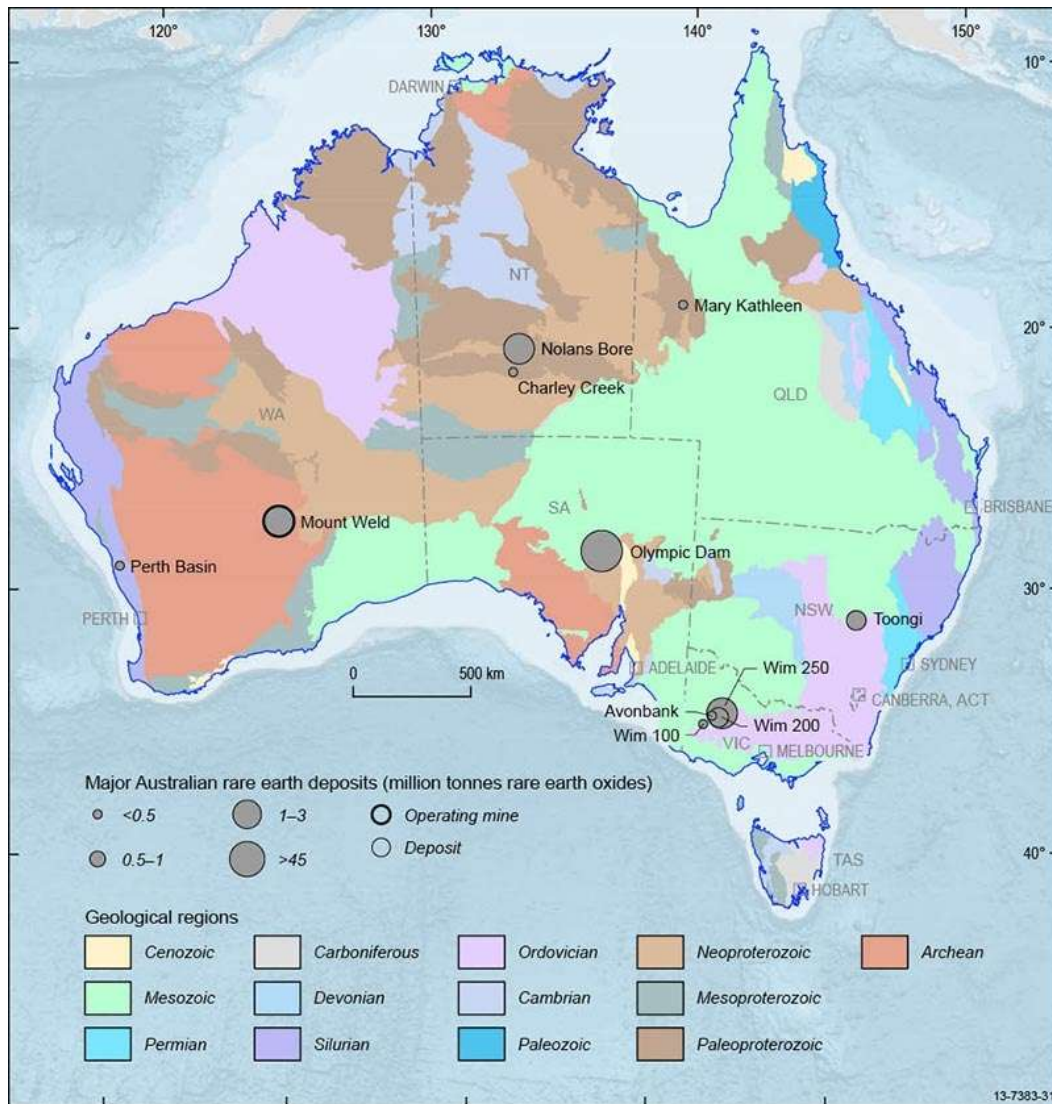 120°
130°
140°
150°
10°
DARWIN
NT
Mary Kathleen
20°
Nolans Bore
Charley Creek
WA
QLD
SA
BRISBANE
Mount Weld
Olympic Dam
Perth Basin
30°
PERTH
NSW
Toongi
0 500 km
ADELAIDE
Wim 250
SYDNEY
CANBERRA, ACT
Avonbank
Wim 200
Wim 100
VIC
MELBOURNE
Major Australian rare earth deposits (million tonnes rare earth oxides)
<0.5
1–3
Operating mine
0.5–1
>45
Deposit
40°
TAS
HOBART
Geological regions
Cenozoic
Carboniferous
Ordovician
Neoproterozoic
Archean
Mesozoic
Devonian
Cambrian
Mesoproterozoic
Permian
Silurian
Paleozoic
Paleoproterozoic
13-7383-31